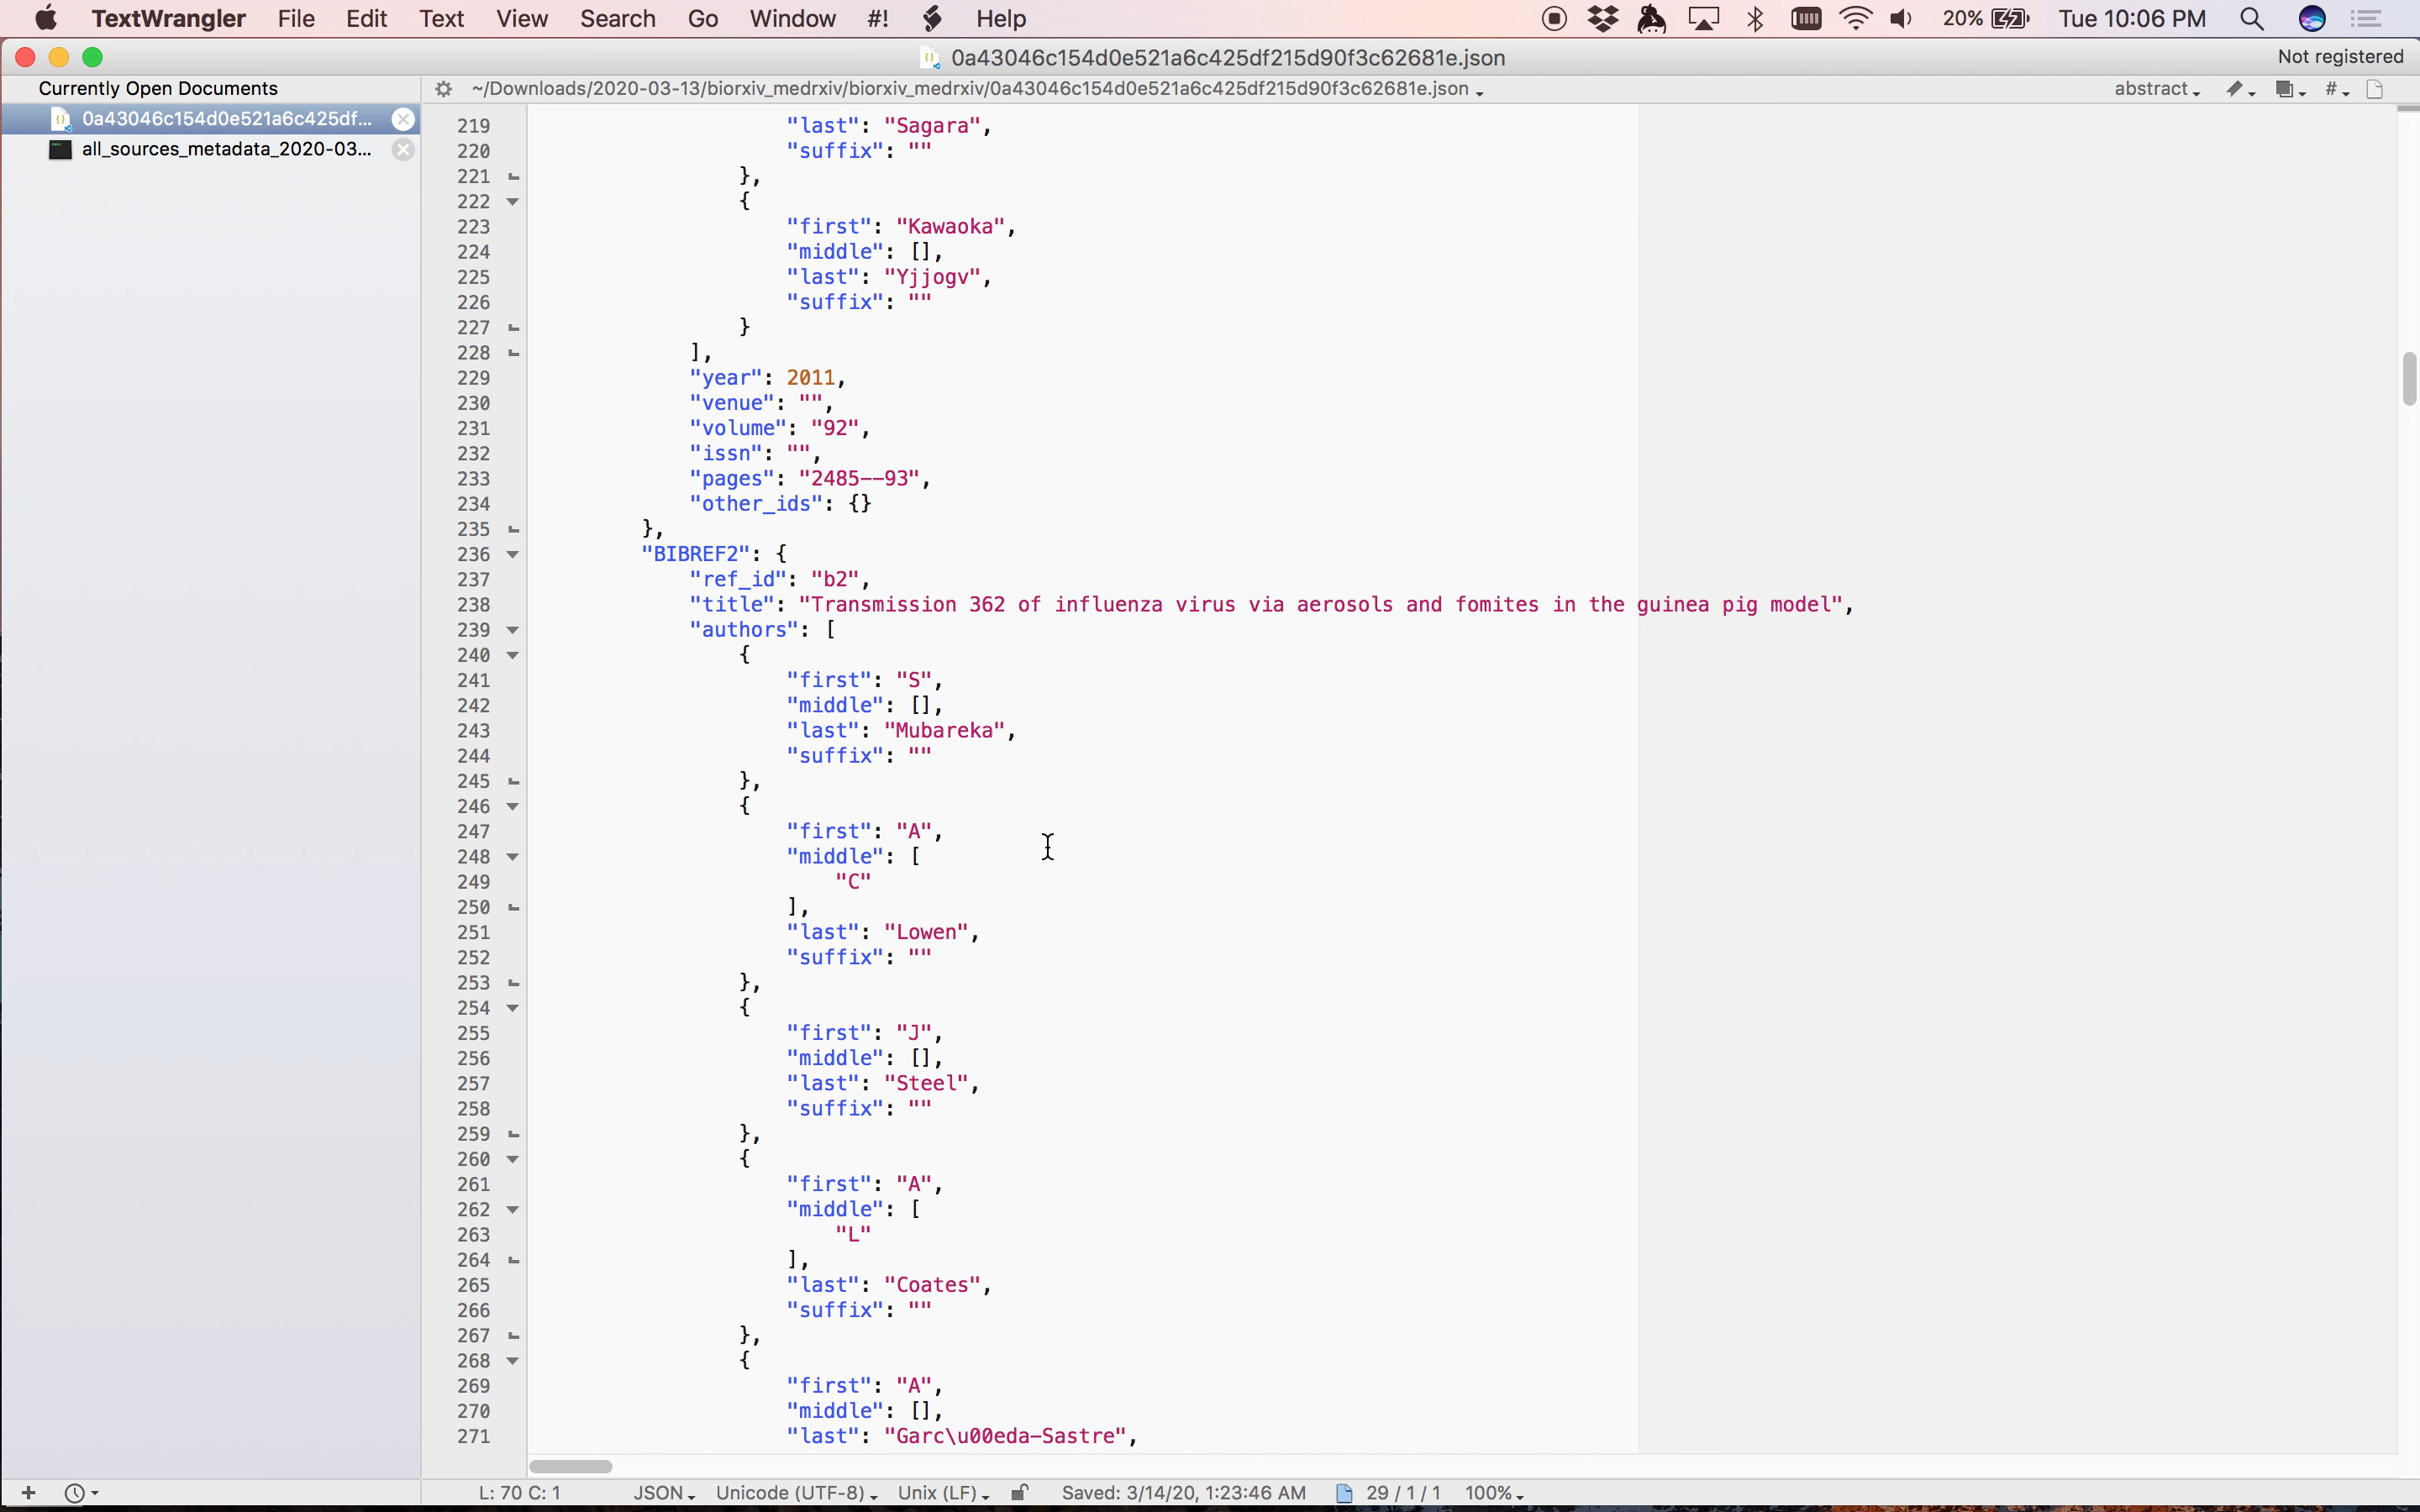 TextWrangler File Edit Text View Search Go Window #! Help 20% Tue 10:06 PM
0a43046c154d0e521a6c425df215d90f3c62681e.json Not registered
Currently Open Documents ~/Downloads/2020-03-13/biorxiv_medrxiv/biorxiv_medrxiv/0a43046c154d0e521a6c425df215d90f3c62681e.json abstract #
0a43046c154d0e521a6c425df...
all_sources_metadata_2020-03...
219 "last": "Sagara",
220 "suffix": ""
221 },
222 {
223 "first": "Kawaoka",
224 "middle": [],
225 "last": "Yjjogv",
226 "suffix": ""
227 }
228 ],
229 "year": 2011,
230 "venue": "",
231 "volume": "92",
232 "issn": "",
233 "pages": "2485--93",
234 "other_ids": {}
235 },
236 "BIBREF2": {
237 "ref_id": "b2",
238 "title": "Transmission 362 of influenza virus via aerosols and fomites in the guinea pig model",
239 "authors": [
240 {
241 "first": "S",
242 "middle": [],
243 "last": "Mubareka",
244 "suffix": ""
245 },
246 {
247 "first": "A",
248 "middle": [
249 "C"
250 ],
251 "last": "Lowen",
252 "suffix": ""
253 },
254 {
255 "first": "J",
256 "middle": [],
257 "last": "Steel",
258 "suffix": ""
259 },
260 {
261 "first": "A",
262 "middle": [
263 "L"
264 ],
265 "last": "Coates",
266 "suffix": ""
267 },
268 {
269 "first": "A",
270 "middle": [],
271 "last": "Garc\u00eda-Sastre",
L: 70 C: 1 JSON Unicode (UTF-8) Unix (LF) Saved: 3/14/20, 1:23:46 AM 29 / 1 / 1 100%